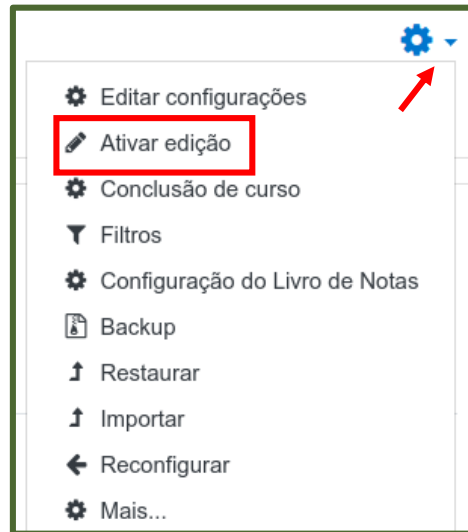 Editar configurações
Ativar edição
Conclusão de curso
Filtros
Configuração do Livro de Notas
Backup
Restaurar
Importar
Reconfigurar
Mais...